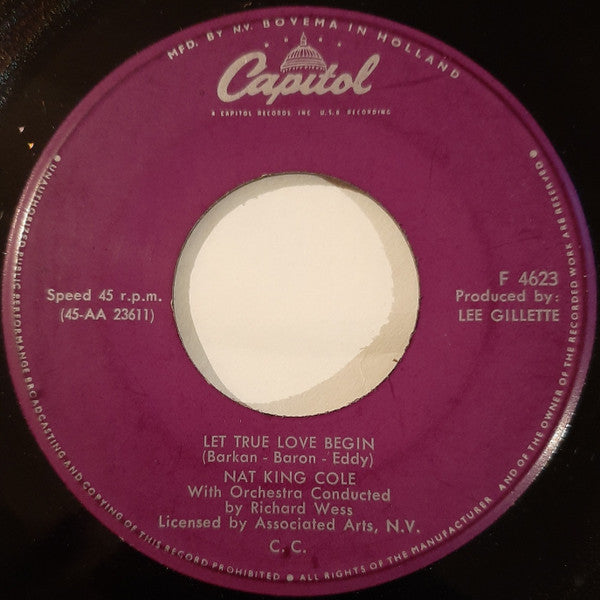 MFD. BY N.V. BOVEMA IN HOLLAND
Capitol
A CAPITOL RECORDS INC U.S.A RECORDING
Speed 45 r.p.m.
(45-AA 23611)
F 4623
Produced by:
LEE GILLETTE
LET TRUE LOVE BEGIN
(Barkan - Baron - Eddy)
NAT KING COLE
With Orchestra Conducted
by Richard Wess
Licensed by Associated Arts, N.V.
C. C.
UNAUTHORIZED PUBLIC PERFORMANCE BROADCASTING AND COPYING OF THIS RECORD PROHIBITED ● ALL RIGHTS OF THE MANUFACTURER AND OF THE OWNER OF THE RECORDED WORK ARE RESERVED